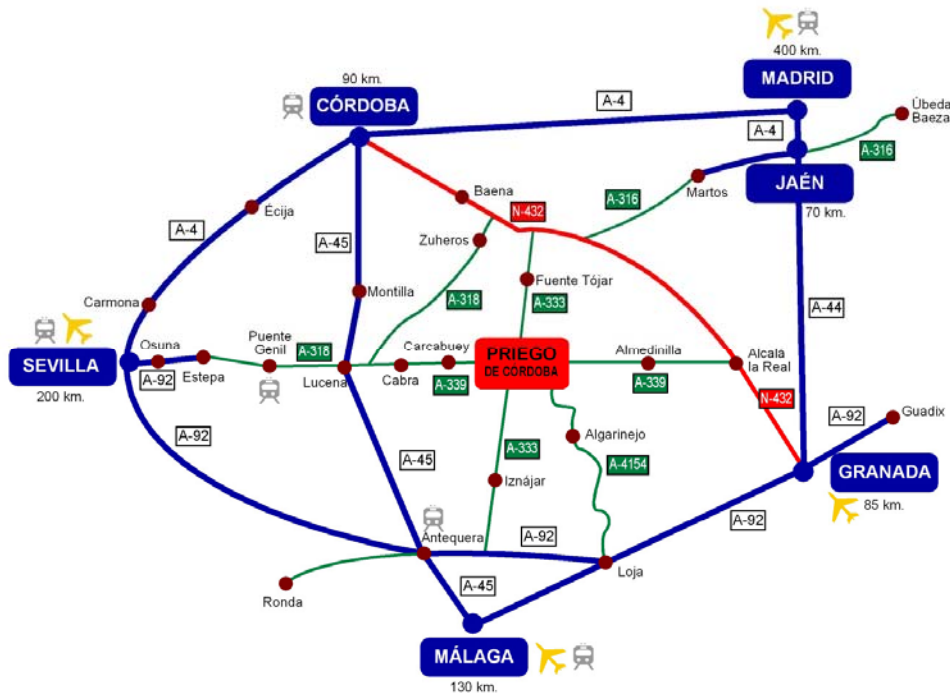 400 km.
MADRID
90 km.
CÓRDOBA
A-4
Úbeda
Baeza
A-4
A-316
JAÉN
70 km.
Martos
A-316
Baena
N-432
Écija
A-4
A-45
Zuheros
Fuente Tójar
A-333
A-318
Montilla
A-44
Carmona
SEVILLA
200 km.
Osuna
A-92
Estepa
Puente
Genil
A-318
Lucena
Cabra
Carcabuey
A-339
PRIEGO
DE CÓRDOBA
Almedinilla
A-339
Alcalá
la Real
N-432
A-92
Guadix
GRANADA
85 km.
A-92
A-45
A-333
Iznájar
Algarinejo
A-4154
A-92
Antequera
A-92
Loja
Ronda
A-45
MÁLAGA
130 km.